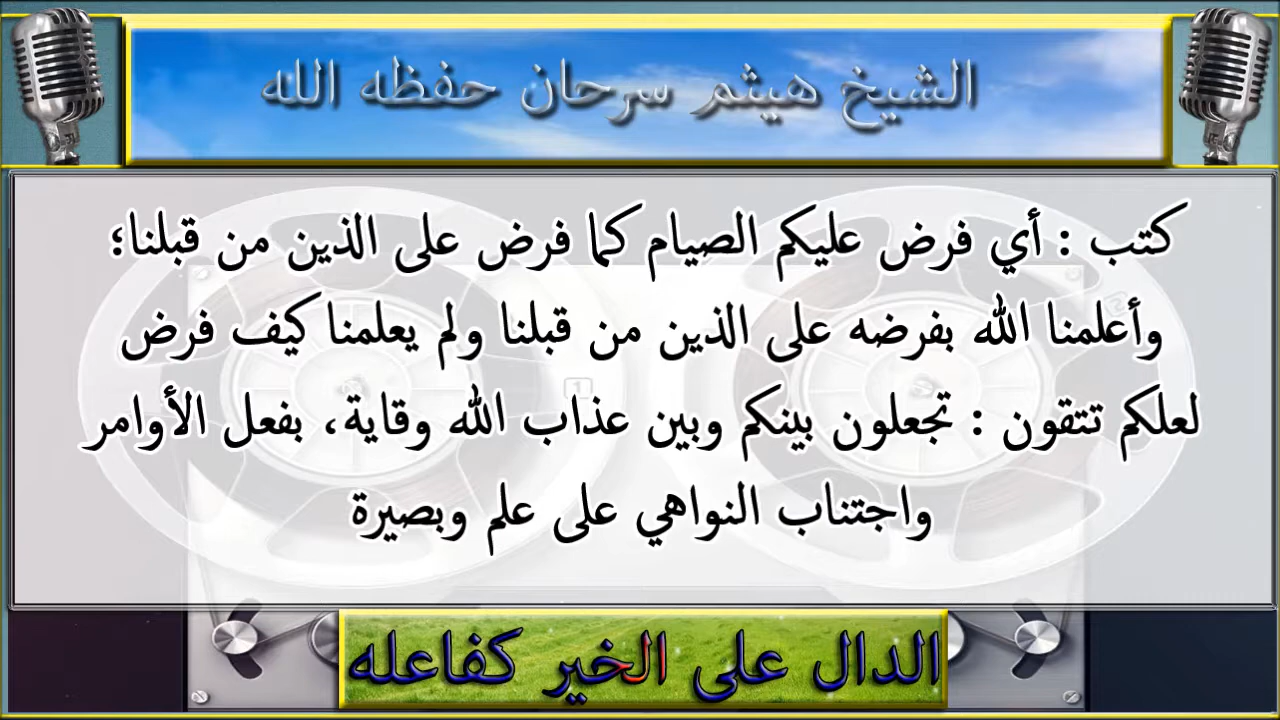 الشيخ هيثم سرحان حفظه الله
كتب : أي فرض عليكم الصيام كما فرض على الذين من قبلنا؛
وأعلمنا الله بفرضه على الذين من قبلنا ولم يعلمنا كيف فرض
لعلكم تتقون : تجعلون بينكم وبين عذاب الله وقاية، بفعل الأوامر
واجتناب النواهي على علم وبصيرة
الدال على الخير كفاعله